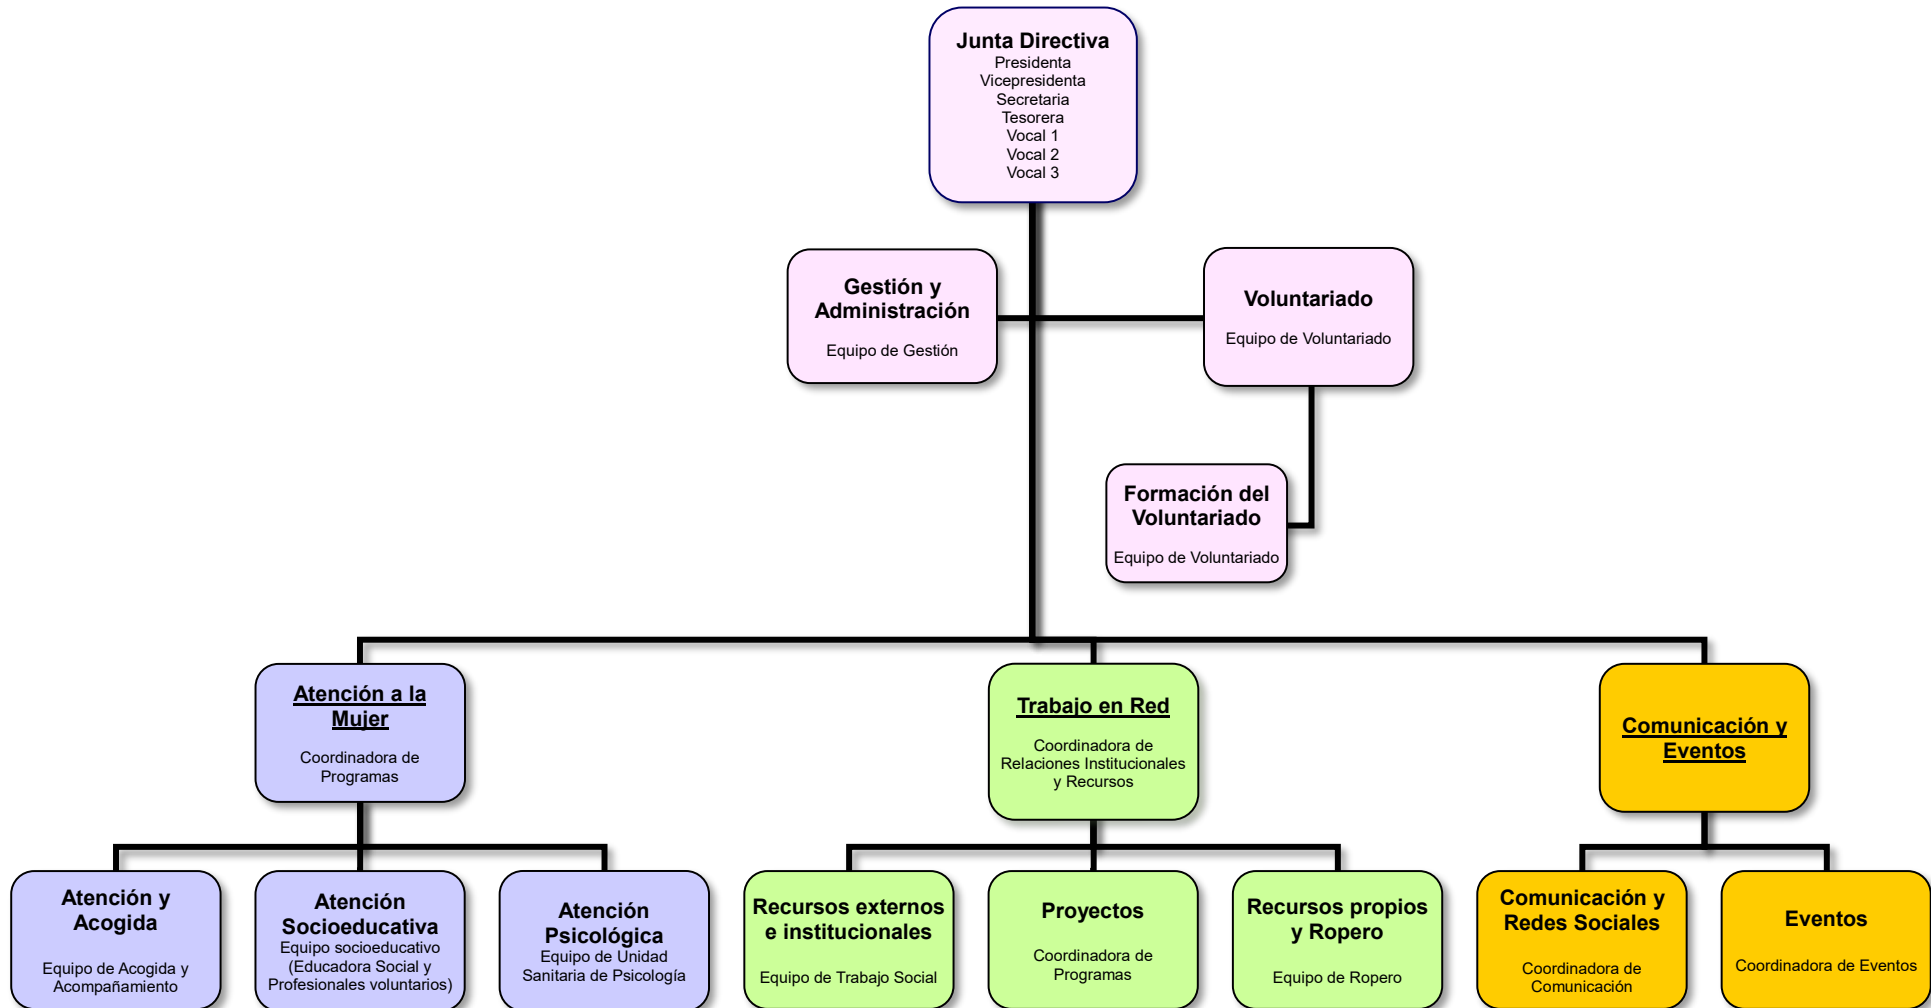 Junta Directiva
Presidenta
Vicepresidenta
Secretaria
Tesorera
Vocal 1
Vocal 2
Vocal 3
Gestión y
Administración
Equipo de Gestión
Voluntariado
Equipo de Voluntariado
Formación del
Voluntariado
Equipo de Voluntariado
Atención a la
Mujer
Coordinadora de
Programas
Trabajo en Red
Coordinadora de
Relaciones Institucionales
y Recursos
Comunicación y
Eventos
Atención y
Acogida
Equipo de Acogida y
Acompañamiento
Atención
Socioeducativa
Equipo socioeducativo
(Educadora Social y
Profesionales voluntarios)
Atención
Psicológica
Equipo de Unidad
Sanitaria de Psicología
Recursos externos
e institucionales
Equipo de Trabajo Social
Proyectos
Coordinadora de
Programas
Recursos propios
y Ropero
Equipo de Ropero
Comunicación y
Redes Sociales
Coordinadora de
Comunicación
Eventos
Coordinadora de Eventos